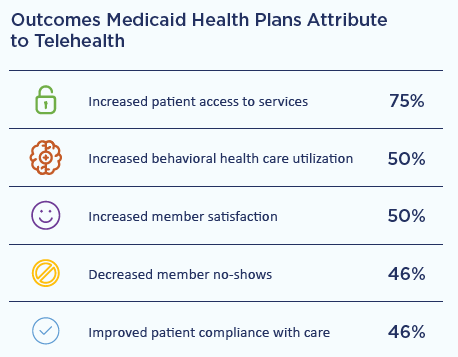 Outcomes Medicaid Health Plans Attribute
to Telehealth
Increased patient access to services 75%
Increased behavioral health care utilization 50%
Increased member satisfaction 50%
Decreased member no-shows 46%
Improved patient compliance with care 46%